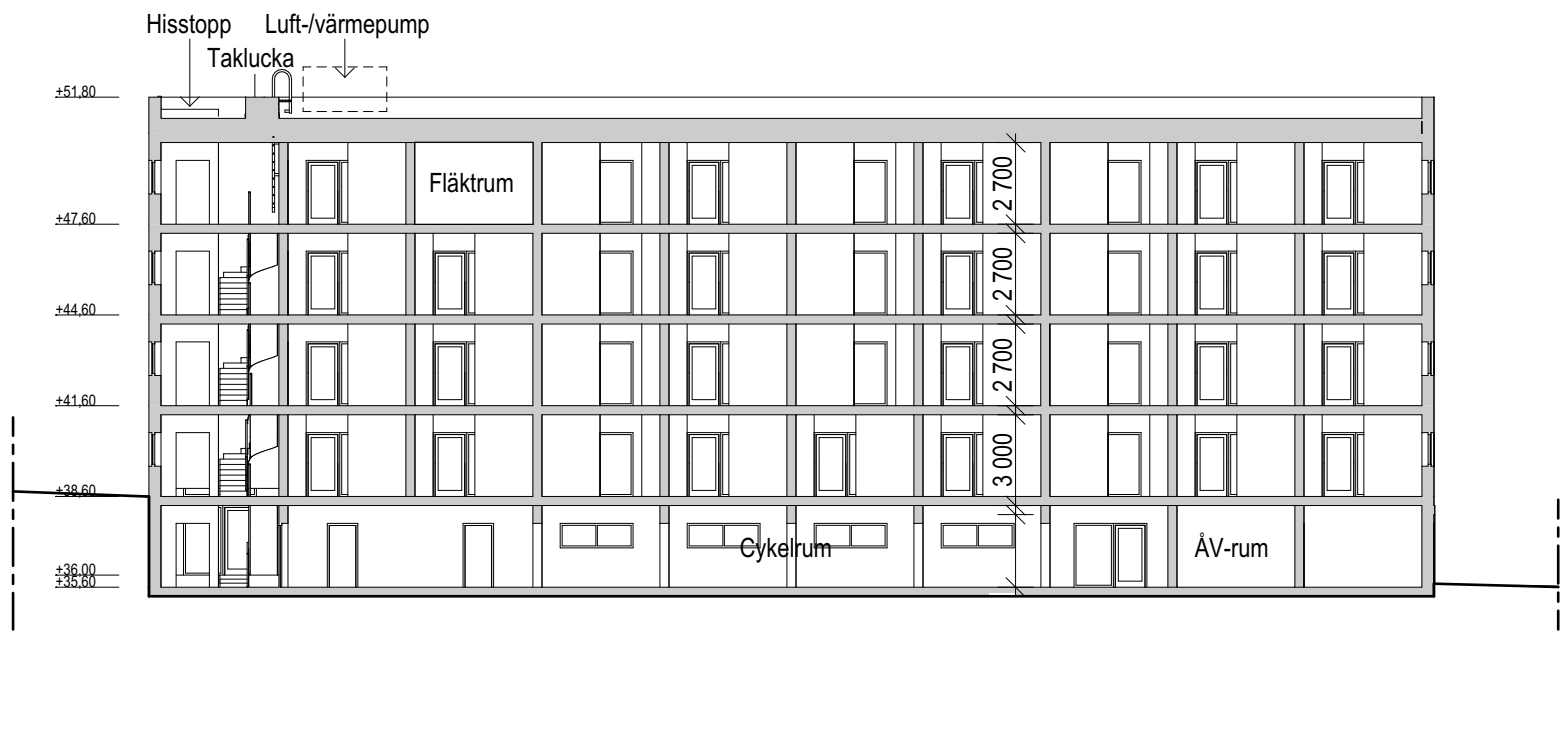 Hisstopp
Luft-/värmepump
Taklucka
+51,80
Fläktrum
2 700
+47,60
2 700
+44,60
2 700
+41,60
3 000
+38,60
Cykelrum
ÅV-rum
+36,00
+35,60